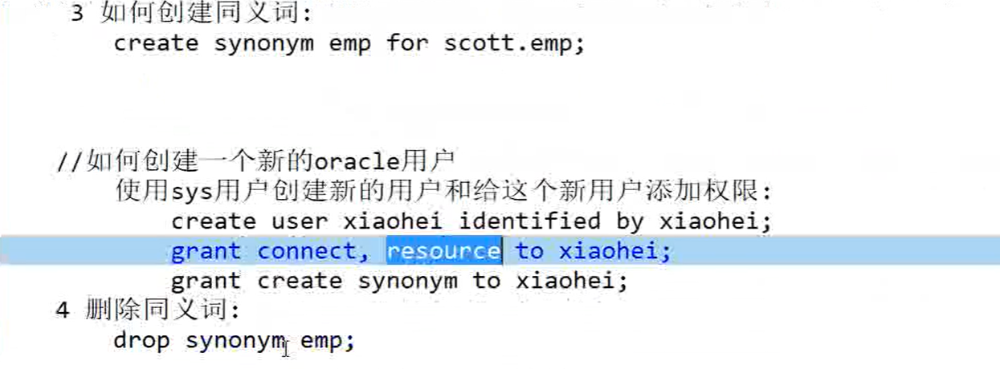 3 如何创建同义词:
create synonym emp for scott.emp;
//如何创建一个新的oracle用户
使用sys用户创建新的用户和给这个新用户添加权限:
create user xiaohei identified by xiaohei;
grant connect, resource to xiaohei;
grant create synonym to xiaohei;
4 删除同义词:
drop synonym emp;